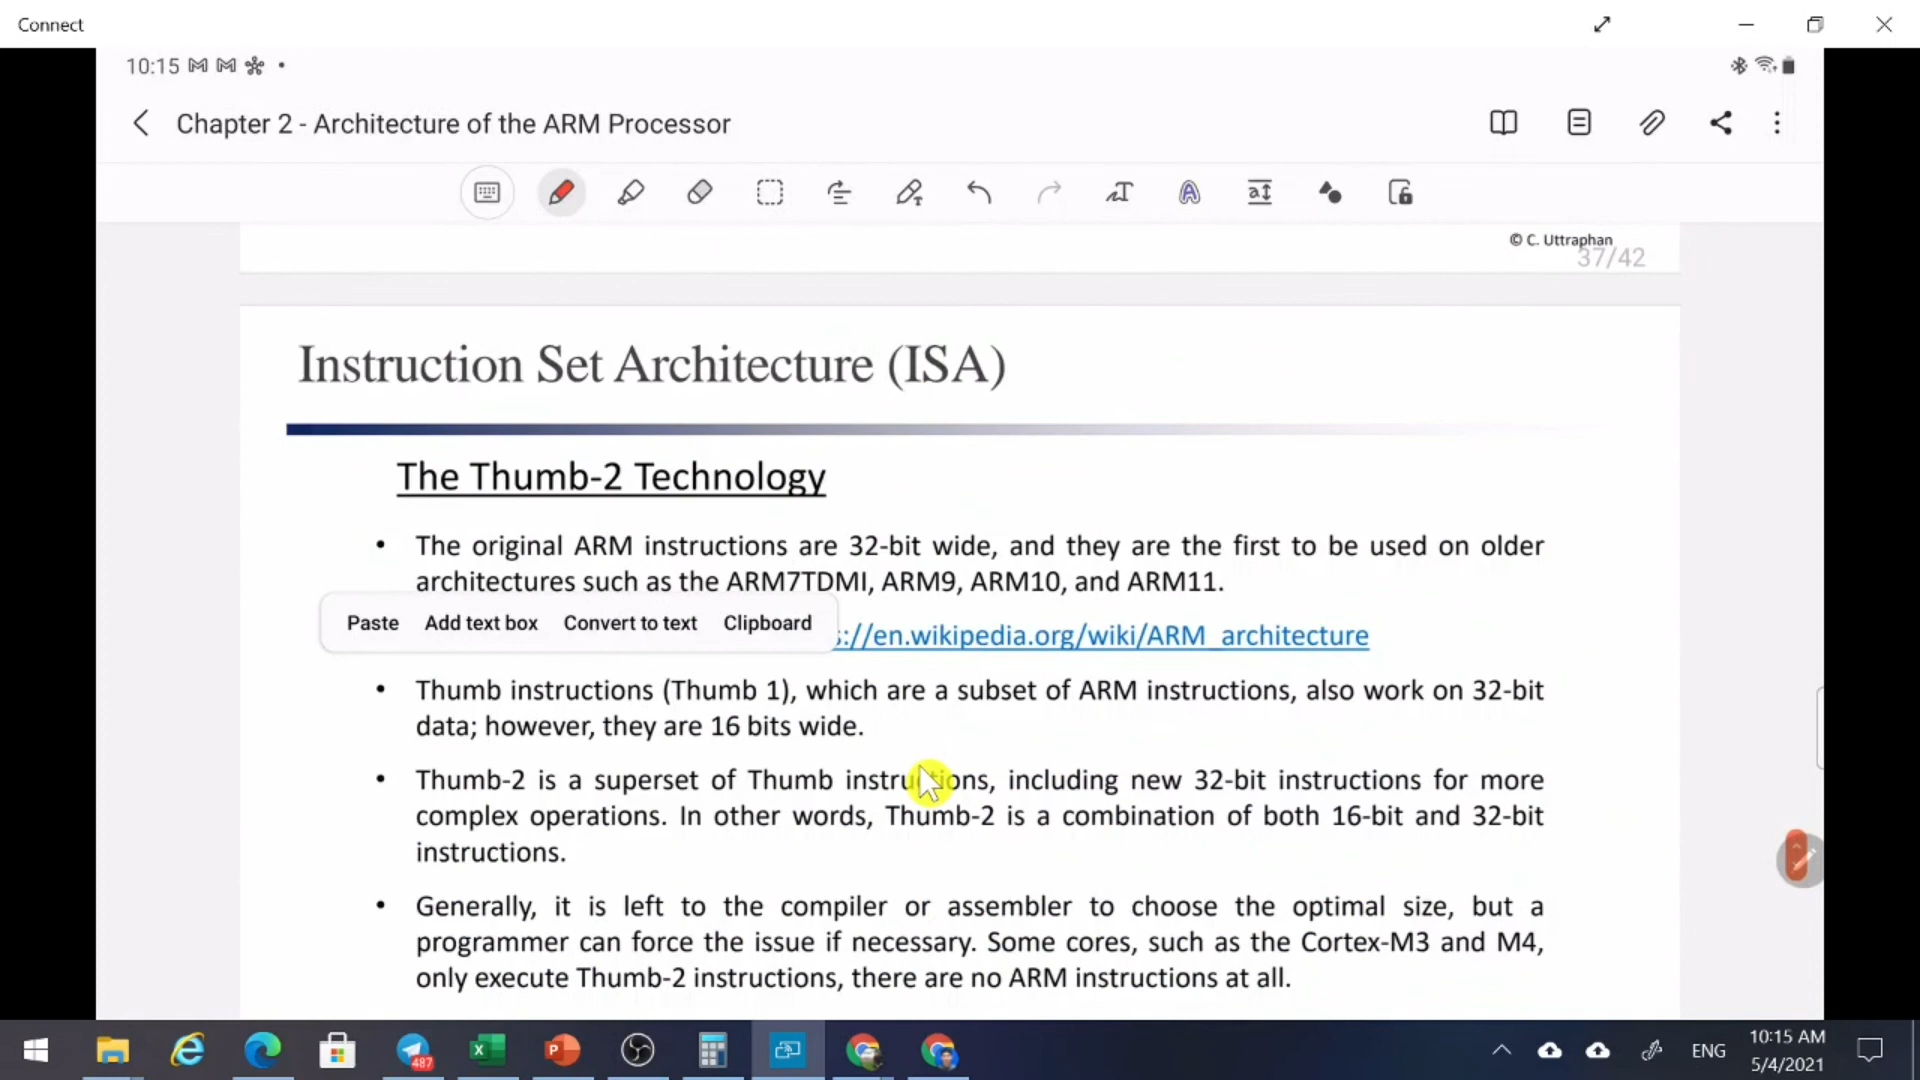 Connect
10:15
Chapter 2 - Architecture of the ARM Processor
© C. Uttraphan
37/42
Instruction Set Architecture (ISA)
The Thumb-2 Technology
• The original ARM instructions are 32-bit wide, and they are the first to be used on older
architectures such as the ARM7TDMI, ARM9, ARM10, and ARM11.
Paste Add text box Convert to text Clipboard
s://en.wikipedia.org/wiki/ARM_architecture
• Thumb instructions (Thumb 1), which are a subset of ARM instructions, also work on 32-bit
data; however, they are 16 bits wide.
• Thumb-2 is a superset of Thumb instructions, including new 32-bit instructions for more
complex operations. In other words, Thumb-2 is a combination of both 16-bit and 32-bit
instructions.
• Generally, it is left to the compiler or assembler to choose the optimal size, but a
programmer can force the issue if necessary. Some cores, such as the Cortex-M3 and M4,
only execute Thumb-2 instructions, there are no ARM instructions at all.
487
ENG
10:15 AM
5/4/2021